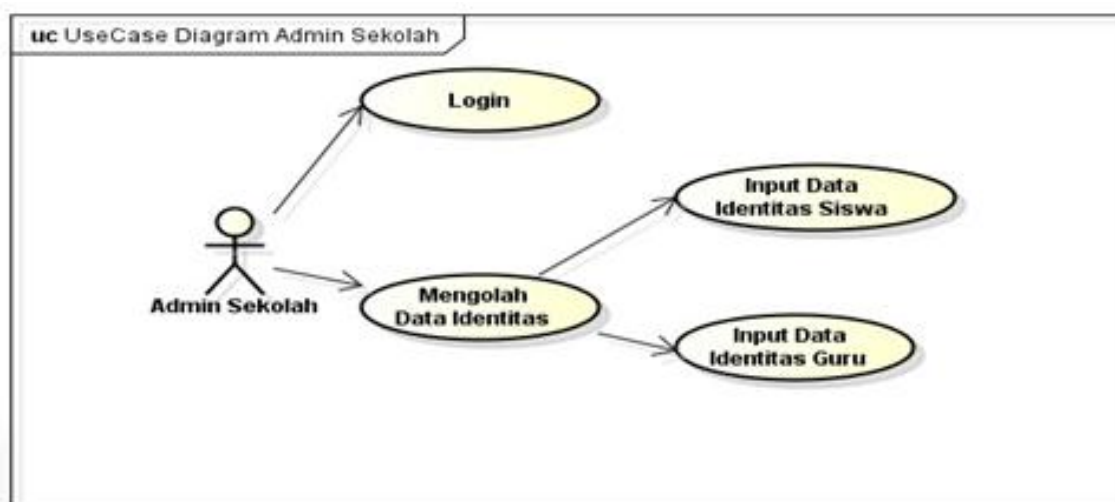 uc UseCase Diagram Admin Sekolah
Login
Input Data
Identitas Siswa
Admin Sekolah
Mengolah
Data Identitas
Input Data
Identitas Guru